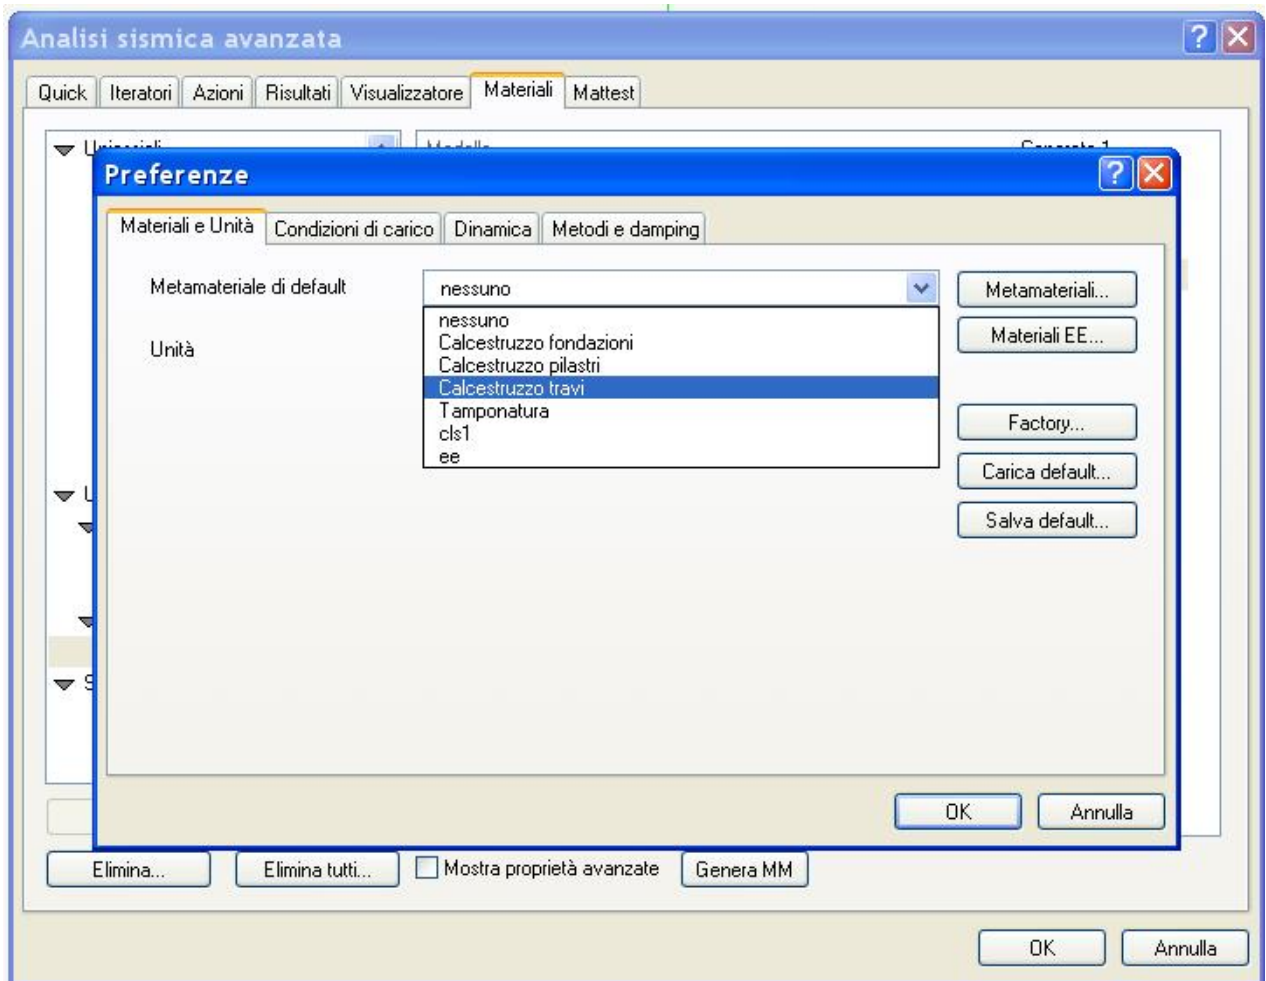 Analisi sismica avanzata
Quick Iteratori Azioni Risultati Visualizzatore Materiali Mattest
Preferenze
Materiali e Unità Condizioni di carico Dinamica Metodi e damping
Metamateriale di default nessuno Metamateriali...
nessuno
Calcestruzzo fondazioni Materiali EE...
Unità
Calcestruzzo pilastri
Calcestruzzo travi
Tamponatura
Factory...
cls1
ee
Carica default...
Salva default...
OK Annulla
Elimina... Elimina tutti... Mostra proprietà avanzate Genera MM
OK Annulla